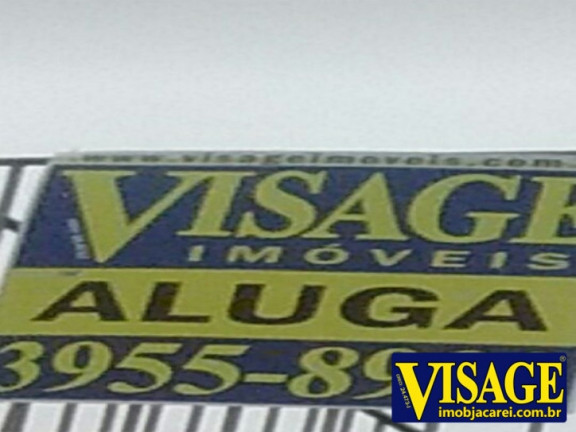 www.visageimoveis.com
VISAGE
IMÓVEIS
ALUGA
3955-89
VISAGE®
imobjacarei.com.br